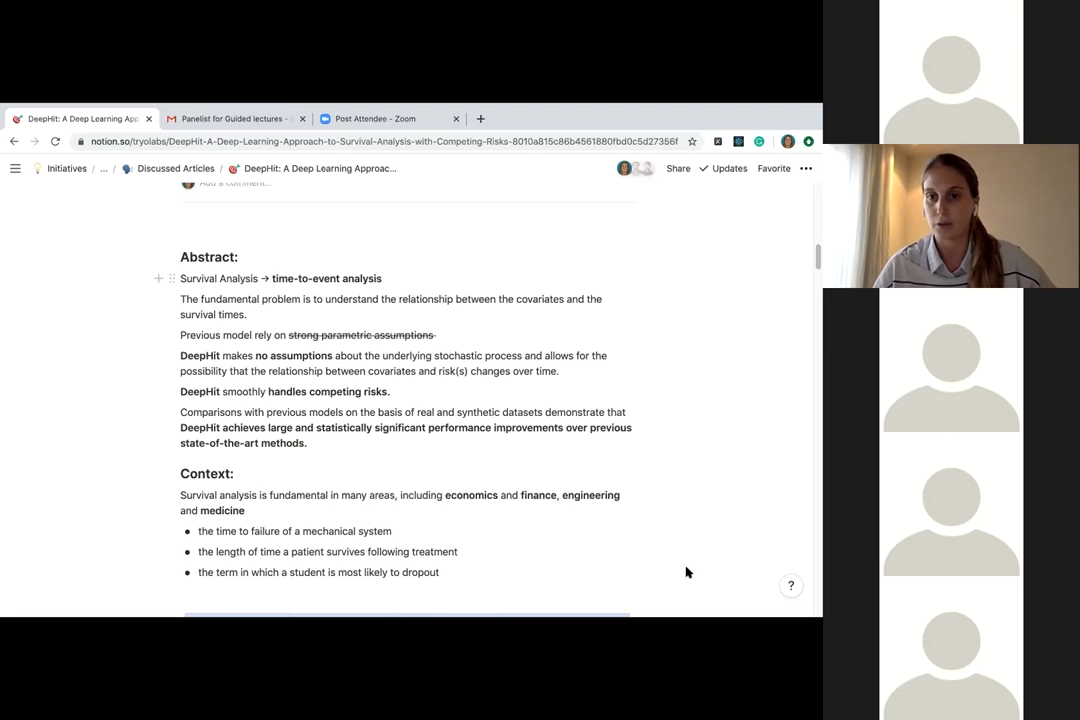 DeepHit: A Deep Learning App
Panelist for Guided lectures -
Post Attendee - Zoom
notion.so/tryolabs/DeepHit-A-Deep-Learning-Approach-to-Survival-Analysis-with-Competing-Risks-8010a815c86b4561880fbd0c5d27356f
Initiatives / ... / Discussed Articles / DeepHit: A Deep Learning Approac...
Share Updates Favorite
Add a comment...
Abstract:
Survival Analysis → time-to-event analysis
The fundamental problem is to understand the relationship between the covariates and the
survival times.
Previous model rely on strong parametric assumptions
DeepHit makes no assumptions about the underlying stochastic process and allows for the
possibility that the relationship between covariates and risk(s) changes over time.
DeepHit smoothly handles competing risks.
Comparisons with previous models on the basis of real and synthetic datasets demonstrate that
DeepHit achieves large and statistically significant performance improvements over previous
state-of-the-art methods.
Context:
Survival analysis is fundamental in many areas, including economics and finance, engineering
and medicine
• the time to failure of a mechanical system
• the length of time a patient survives following treatment
• the term in which a student is most likely to dropout
?